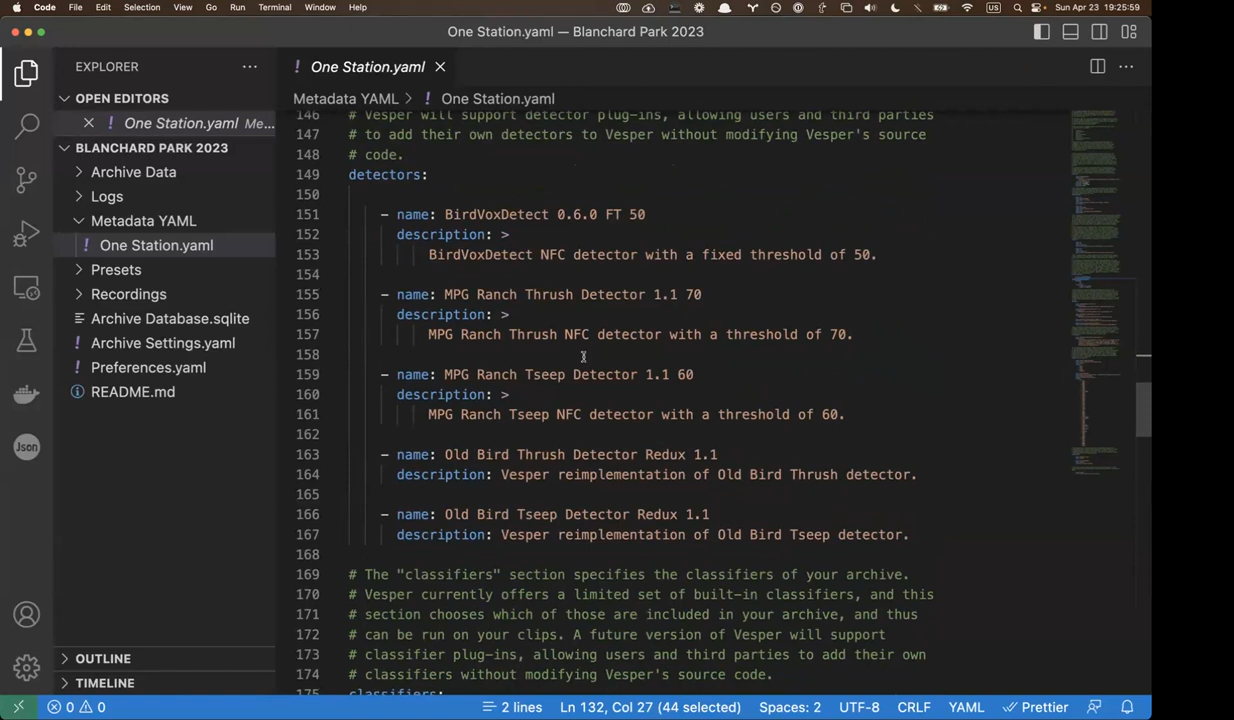 Code File Edit Selection View Go Run Terminal Window Help US Sun Apr 23 19:25:59
One Station.yaml — Blanchard Park 2023
EXPLORER
! One Station.yaml
OPEN EDITORS
! One Station.yaml Me...
BLANCHARD PARK 2023
Archive Data
Logs
Metadata YAML
! One Station.yaml
Presets
Recordings
Archive Database.sqlite
! Archive Settings.yaml
! Preferences.yaml
README.md
Json
OUTLINE
TIMELINE
Metadata YAML > ! One Station.yaml
146 # Vesper will support detector plug-ins, allowing users and third parties
147 # to add their own detectors to Vesper without modifying Vesper's source
148 # code.
149 detectors:
150
151 - name: BirdVoxDetect 0.6.0 FT 50
152 description: >
153 BirdVoxDetect NFC detector with a fixed threshold of 50.
154
155 - name: MPG Ranch Thrush Detector 1.1 70
156 description: >
157 MPG Ranch Thrush NFC detector with a threshold of 70.
158
159 - name: MPG Ranch Tseep Detector 1.1 60
160 description: >
161 MPG Ranch Tseep NFC detector with a threshold of 60.
162
163 - name: Old Bird Thrush Detector Redux 1.1
164 description: Vesper reimplementation of Old Bird Thrush detector.
165
166 - name: Old Bird Tseep Detector Redux 1.1
167 description: Vesper reimplementation of Old Bird Tseep detector.
168
169 # The "classifiers" section specifies the classifiers of your archive.
170 # Vesper currently offers a limited set of built-in classifiers, and this
171 # section chooses which of those are included in your archive, and thus
172 # can be run on your clips. A future version of Vesper will support
173 # classifier plug-ins, allowing users and third parties to add their own
174 # classifiers without modifying Vesper's source code.
175 classifiers:
0 0 2 lines Ln 132, Col 27 (44 selected) Spaces: 2 UTF-8 CRLF YAML Prettier